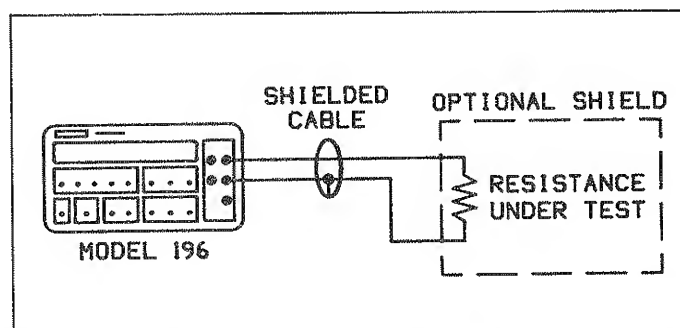 SHIELDED
CABLE
OPTIONAL SHIELD
RESISTANCE
UNDER TEST
MODEL 196